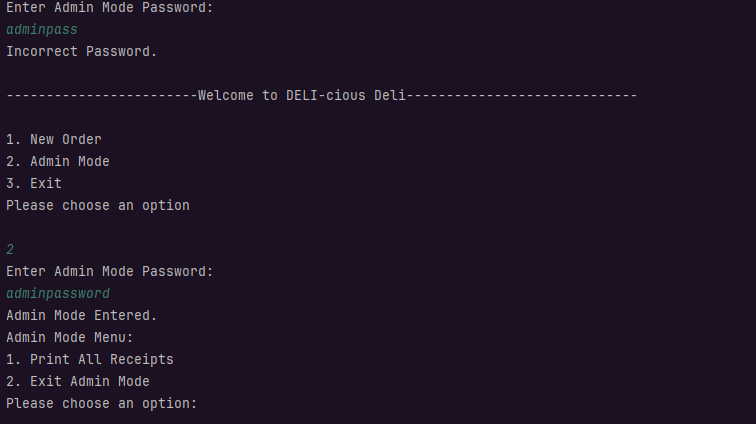 Enter Admin Mode Password:
adminpass
Incorrect Password.
------------------------Welcome to DELI-cious Deli-----------------------------
1. New Order
2. Admin Mode
3. Exit
Please choose an option
2
Enter Admin Mode Password:
adminpassword
Admin Mode Entered.
Admin Mode Menu:
1. Print All Receipts
2. Exit Admin Mode
Please choose an option: